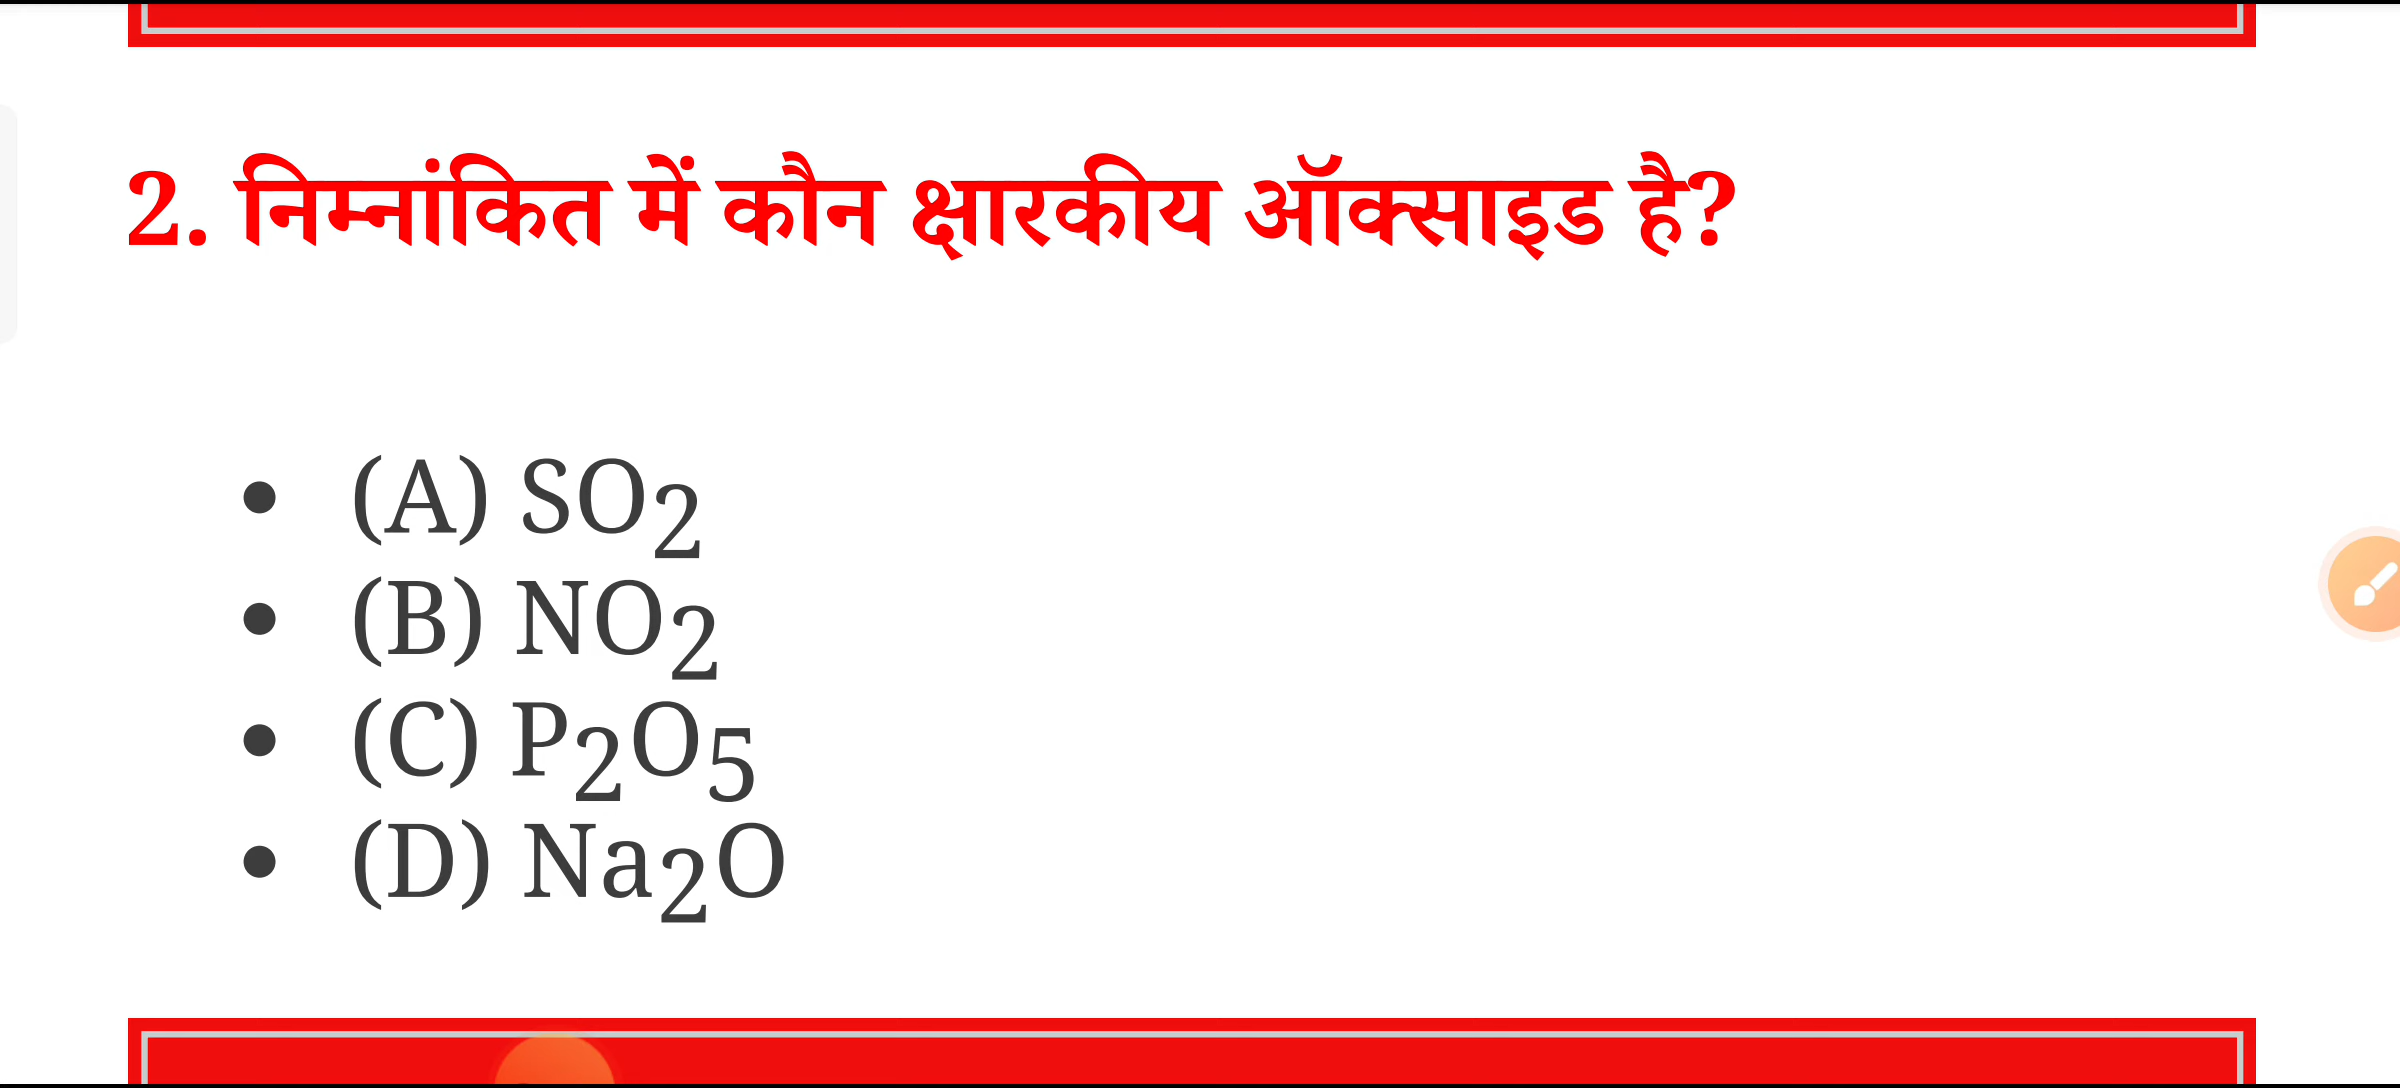 2. निम्नांकित में कौन क्षारकीय ऑक्साइड है?
• (A) SO₂
• (B) NO₂
• (C) P₂O₅
• (D) Na₂O